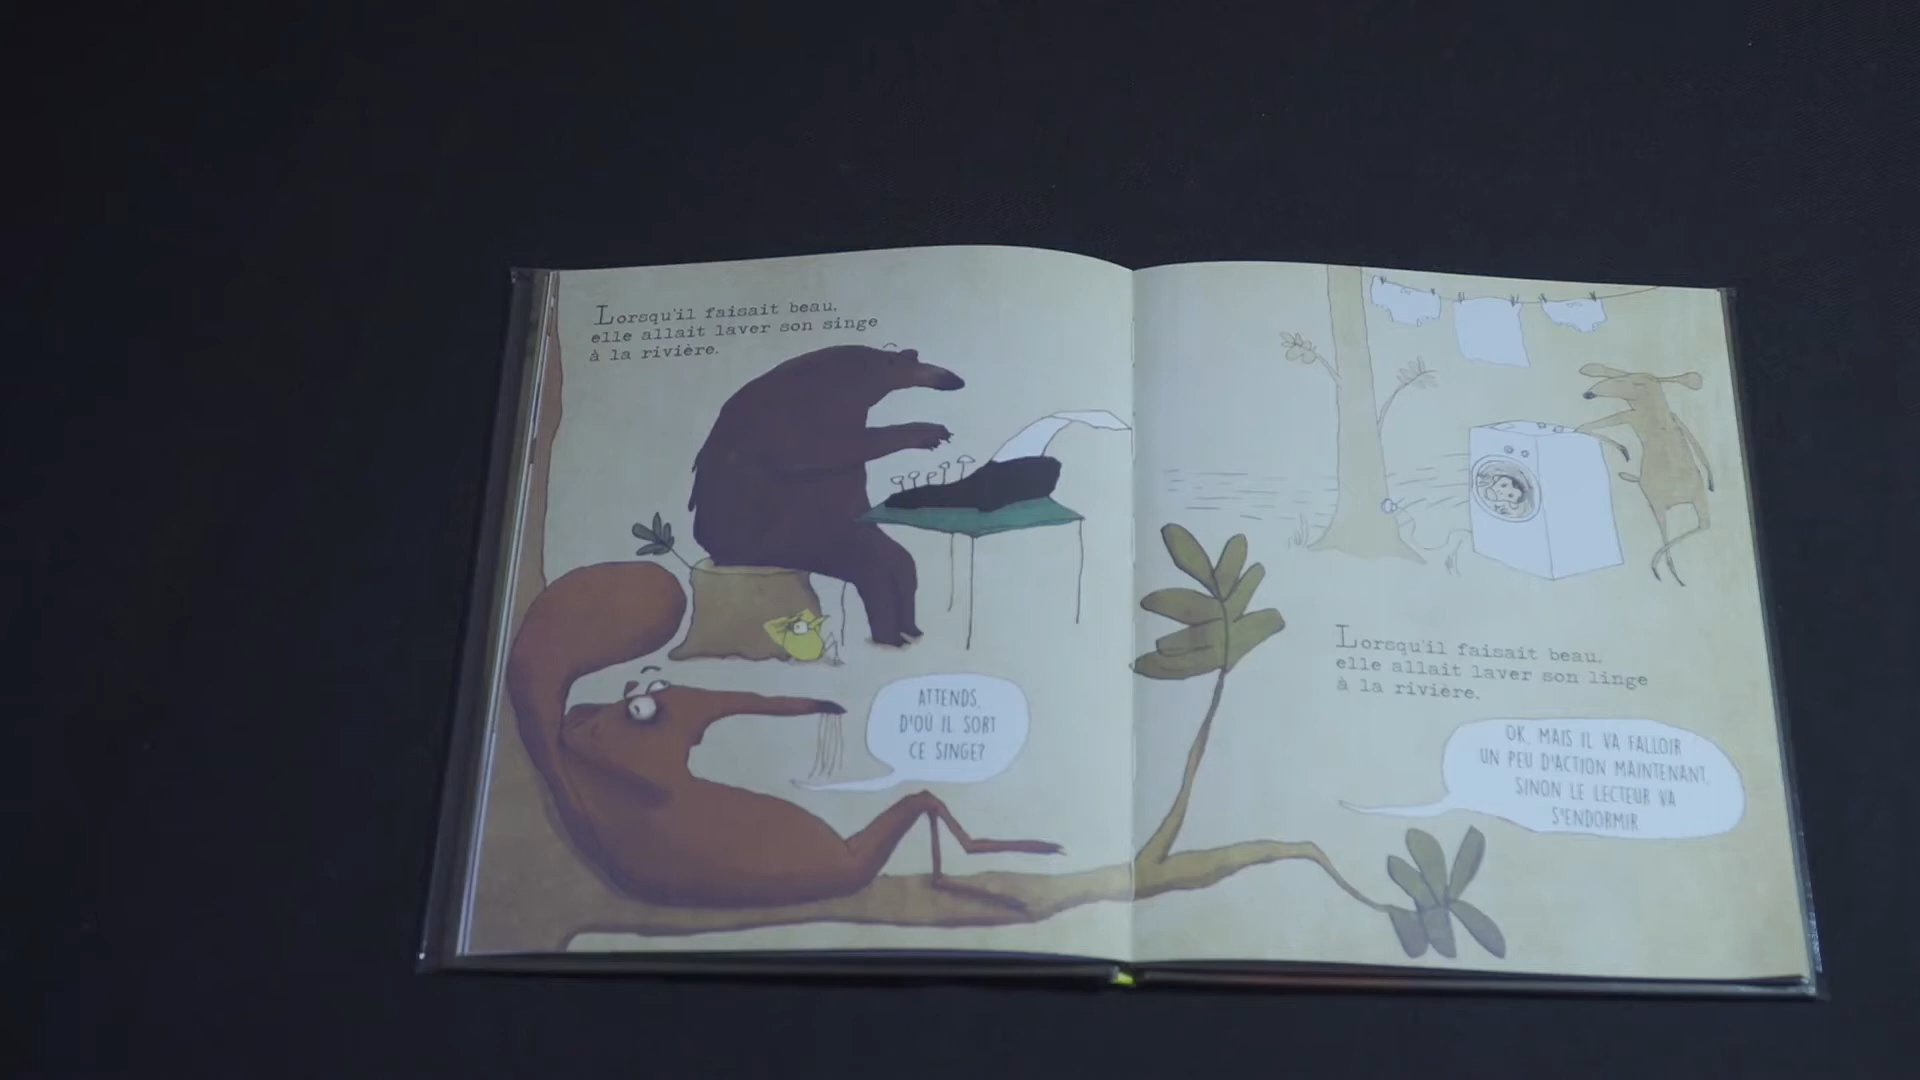 Lorsqu'il faisait beau,
elle allait laver son singe
à la rivière.
ATTENDS,
D'OÙ IL SORT
CE SINGE?
Lorsqu'il faisait beau,
elle allait laver son linge
à la rivière.
OK, MAIS IL VA FALLOIR
UN PEU D'ACTION MAINTENANT,
SINON LE LECTEUR VA
S'ENDORMIR